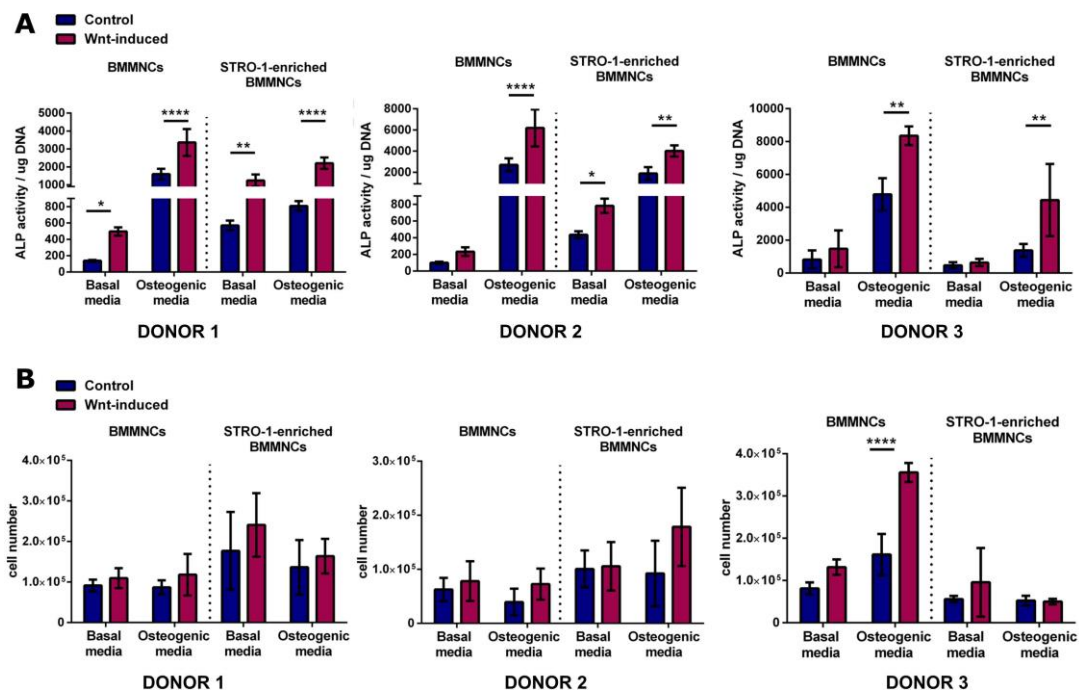 A
Control
Wnt-induced
BMMNCs
STRO-1-enriched
BMMNCs
ALP activity / ug DNA
5000
4000
3000
2000
1000
800
600
400
200
0
*
****
**
****
Basal
media
Osteogenic
media
Basal
media
Osteogenic
media
DONOR 1
BMMNCs
STRO-1-enriched
BMMNCs
ALP activity / ug DNA
8000
6000
4000
2000
1000
800
600
400
200
0
****
*
**
Basal
media
Osteogenic
media
Basal
media
Osteogenic
media
DONOR 2
BMMNCs
STRO-1-enriched
BMMNCs
ALP activity / ug DNA
10000
8000
6000
4000
2000
0
**
**
Basal
media
Osteogenic
media
Basal
media
Osteogenic
media
DONOR 3
B
Control
Wnt-induced
BMMNCs
STRO-1-enriched
BMMNCs
cell number
4.0×10⁵
3.0×10⁵
2.0×10⁵
1.0×10⁵
0
Basal
media
Osteogenic
media
Basal
media
Osteogenic
media
DONOR 1
BMMNCs
STRO-1-enriched
BMMNCs
cell number
3.0×10⁵
2.0×10⁵
1.0×10⁵
0
Basal
media
Osteogenic
media
Basal
media
Osteogenic
media
DONOR 2
BMMNCs
STRO-1-enriched
BMMNCs
cell number
4.0×10⁵
3.0×10⁵
2.0×10⁵
1.0×10⁵
0
****
Basal
media
Osteogenic
media
Basal
media
Osteogenic
media
DONOR 3